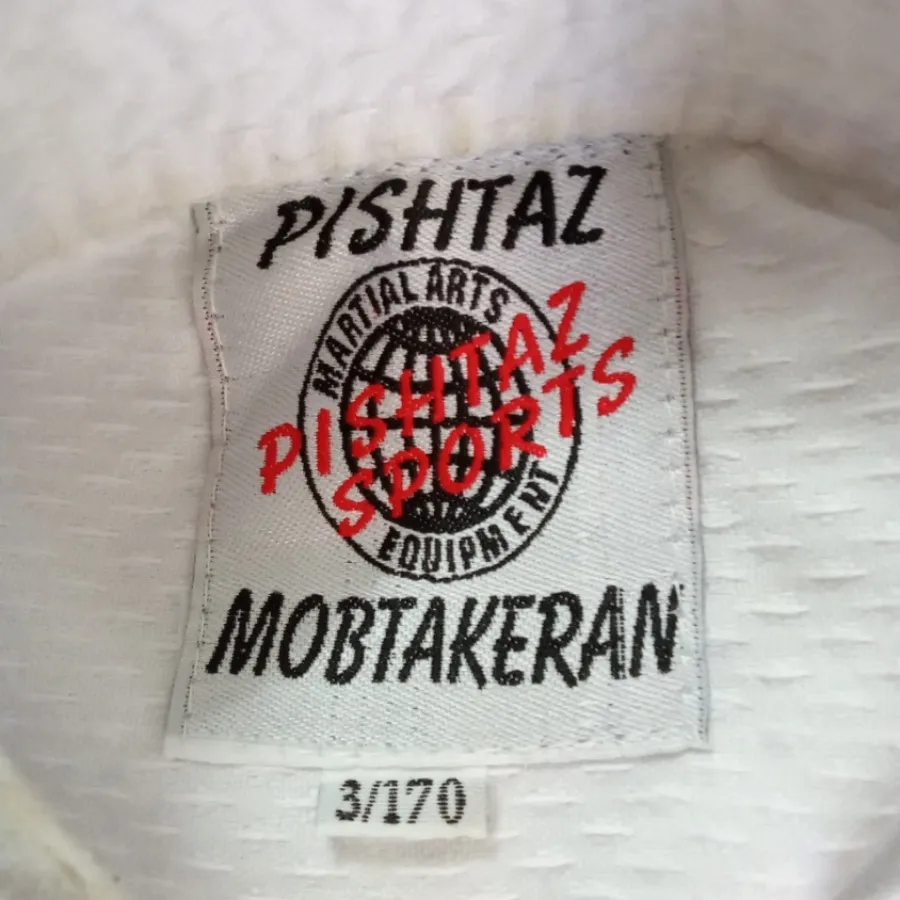 PISHTAZ
MARTIAL ARTS
PISHTAZ
SPORTS
EQUIPMENT
MOBTAKERAN
3/170